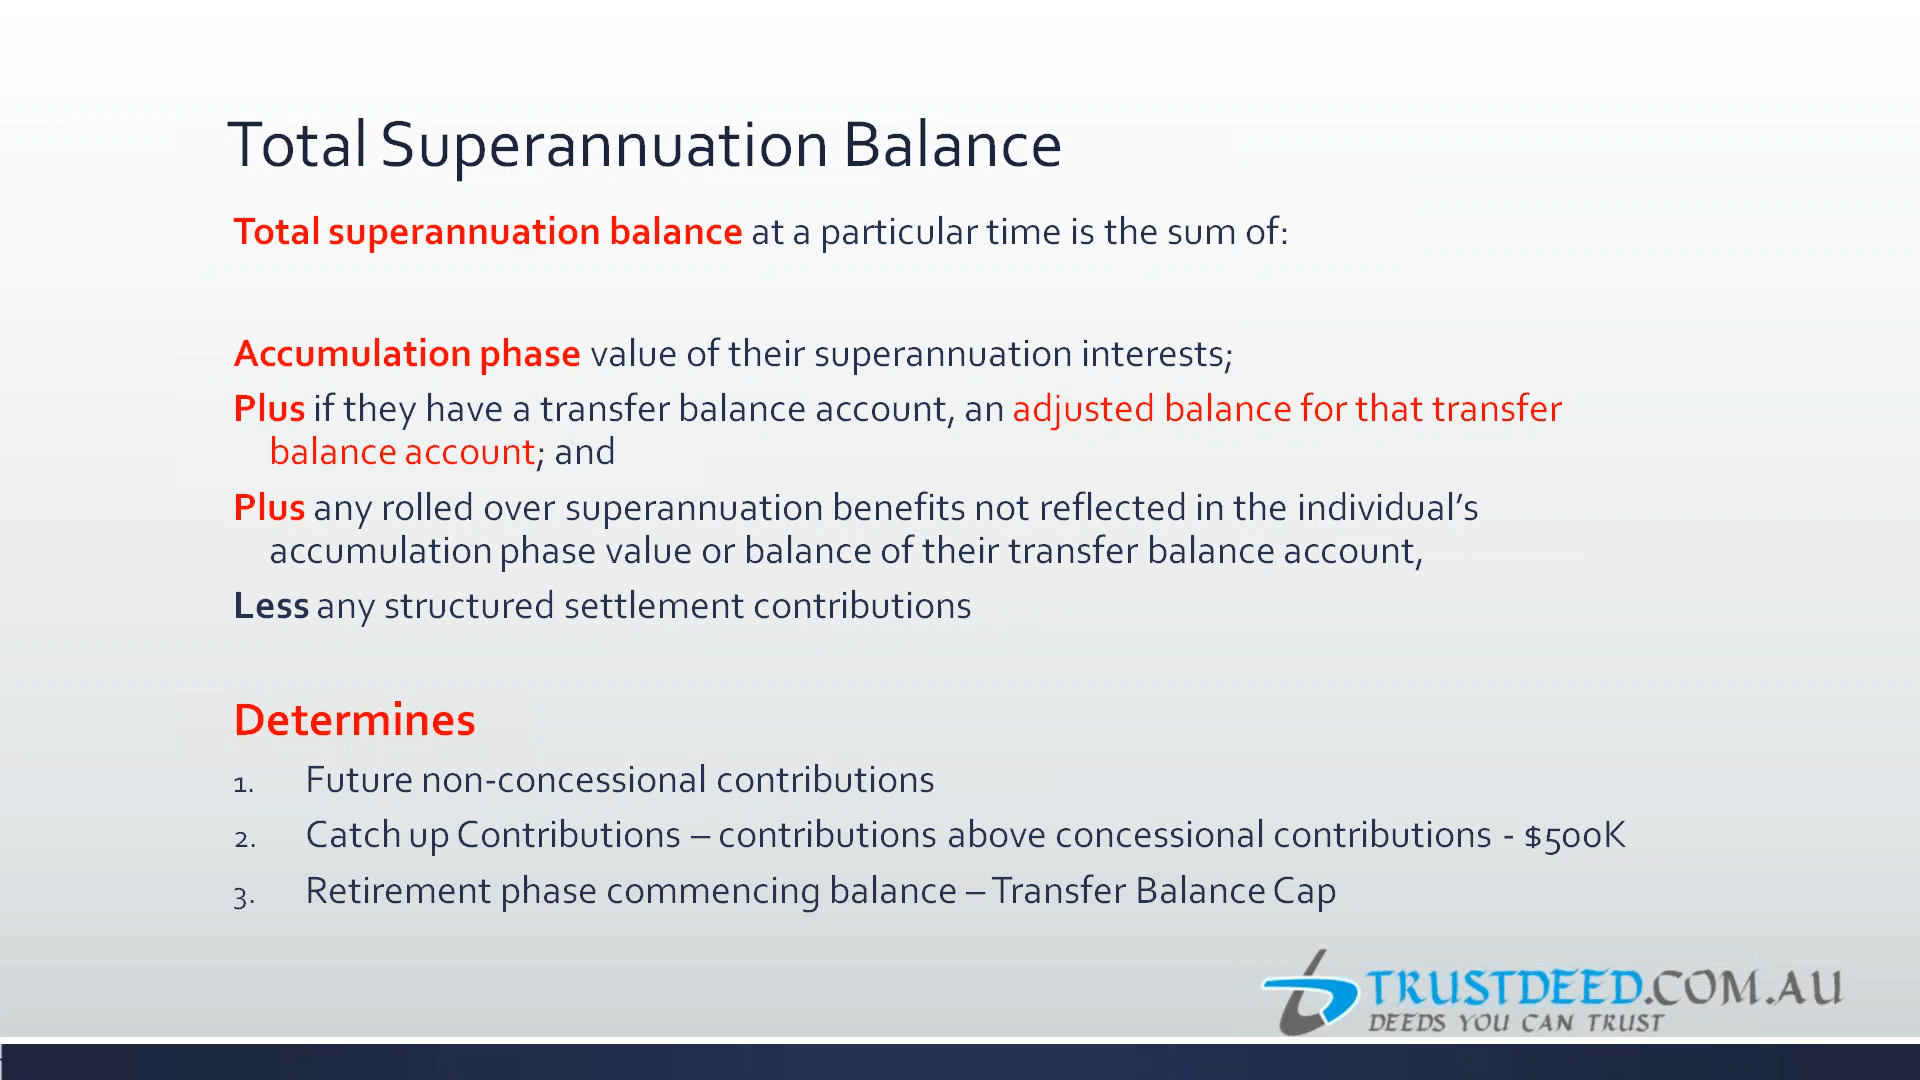 Total Superannuation Balance
Total superannuation balance at a particular time is the sum of:
Accumulation phase value of their superannuation interests;
Plus if they have a transfer balance account, an adjusted balance for that transfer
balance account; and
Plus any rolled over superannuation benefits not reflected in the individual’s
accumulation phase value or balance of their transfer balance account,
Less any structured settlement contributions
Determines
1. Future non-concessional contributions
2. Catch up Contributions – contributions above concessional contributions - $500K
3. Retirement phase commencing balance – Transfer Balance Cap
TRUSTDEED.COM.AU
DEEDS YOU CAN TRUST